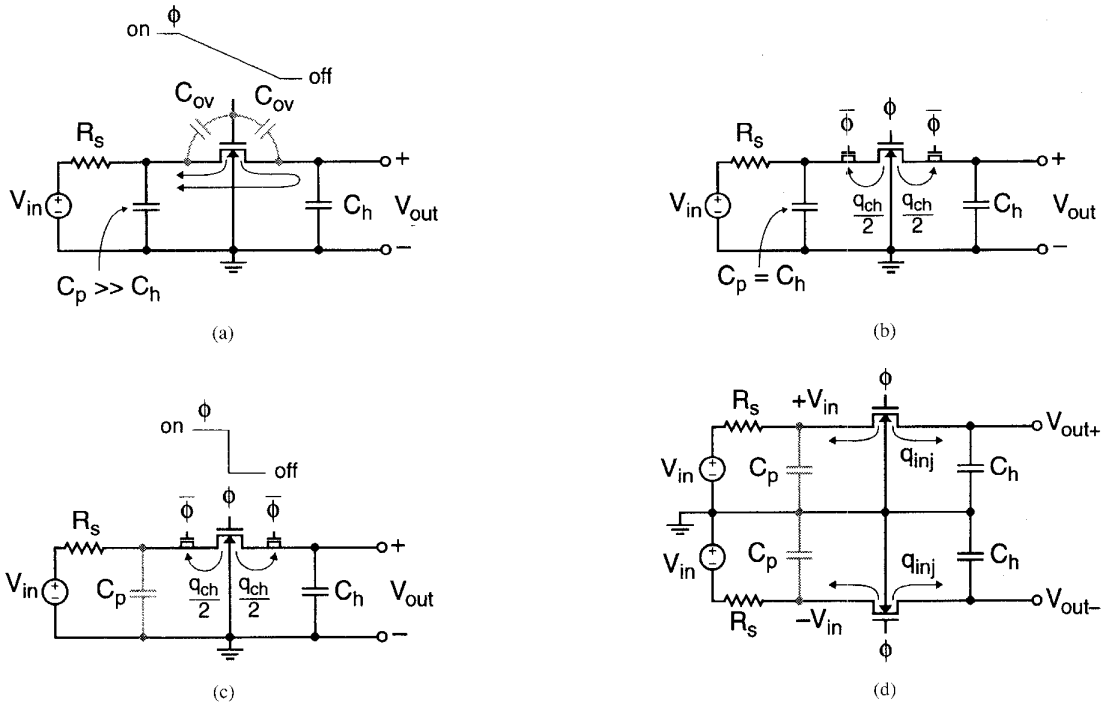 ϕ
on
off
C_ov C_ov
R_s
V_in
+
C_h
V_out
−
C_p >> C_h
(a)
ϕ̅ ϕ ϕ̅
R_s
V_in
+
q_ch/2 q_ch/2
C_h
V_out
−
C_p = C_h
(b)
ϕ
on
off
ϕ̅ ϕ ϕ̅
R_s
V_in
+
C_p
q_ch/2 q_ch/2
C_h
V_out
−
(c)
ϕ
R_s
+V_in
V_out+
V_in
C_p
q_inj
C_h
V_in
C_p
q_inj
C_h
R_s
−V_in
V_out−
ϕ
(d)